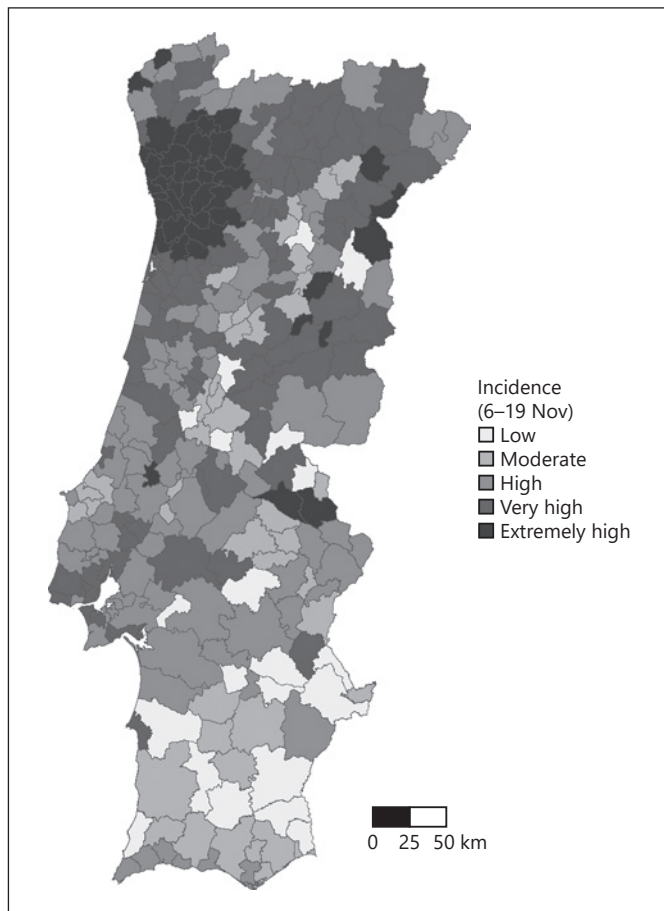 Incidence
(6–19 Nov)
Low
Moderate
High
Very high
Extremely high
0 25 50 km